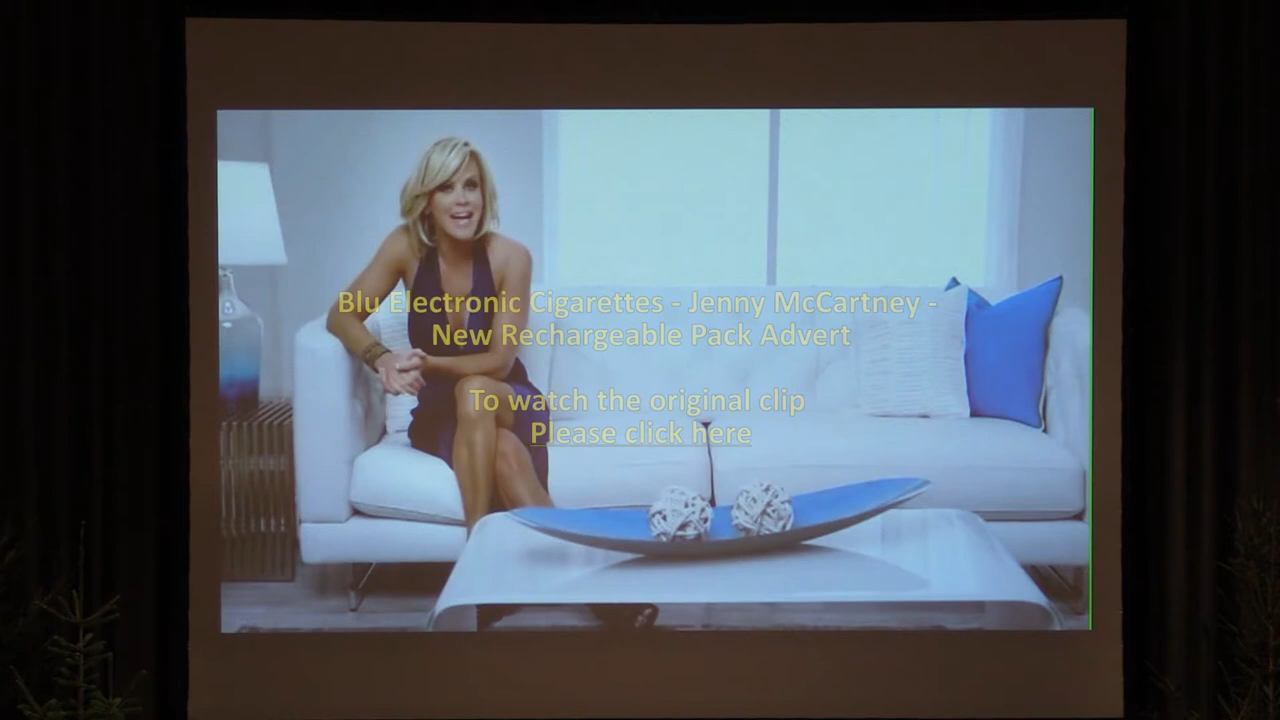 Blu Electronic Cigarettes - Jenny McCartney -
New Rechargeable Pack Advert
To watch the original clip
Please click here